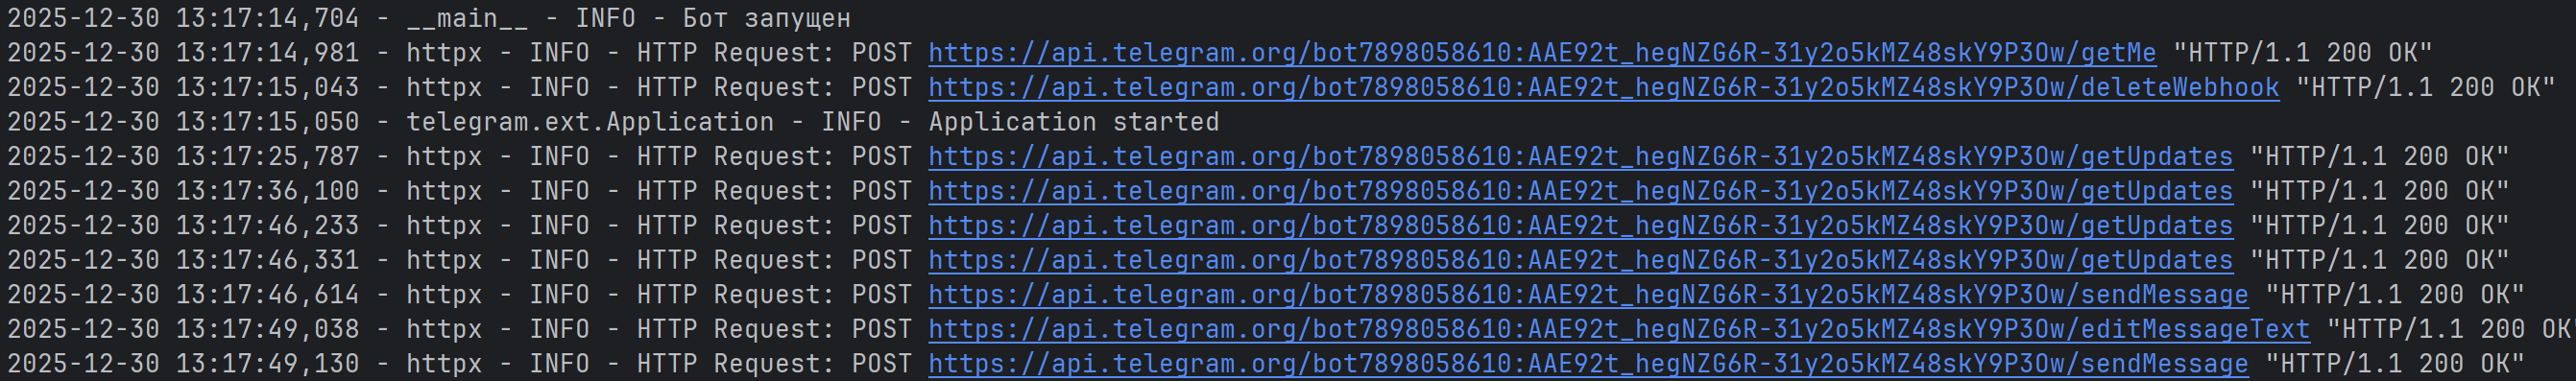 2025-12-30 13:17:14,704 - __main__ - INFO - Бот запущен
2025-12-30 13:17:14,981 - httpx - INFO - HTTP Request: POST https://api.telegram.org/bot7898058610:AAE92t_hegNZG6R-31y2o5kMZ48skY9P3Ow/getMe "HTTP/1.1 200 OK"
2025-12-30 13:17:15,043 - httpx - INFO - HTTP Request: POST https://api.telegram.org/bot7898058610:AAE92t_hegNZG6R-31y2o5kMZ48skY9P3Ow/deleteWebhook "HTTP/1.1 200 OK"
2025-12-30 13:17:15,050 - telegram.ext.Application - INFO - Application started
2025-12-30 13:17:25,787 - httpx - INFO - HTTP Request: POST https://api.telegram.org/bot7898058610:AAE92t_hegNZG6R-31y2o5kMZ48skY9P3Ow/getUpdates "HTTP/1.1 200 OK"
2025-12-30 13:17:36,100 - httpx - INFO - HTTP Request: POST https://api.telegram.org/bot7898058610:AAE92t_hegNZG6R-31y2o5kMZ48skY9P3Ow/getUpdates "HTTP/1.1 200 OK"
2025-12-30 13:17:46,233 - httpx - INFO - HTTP Request: POST https://api.telegram.org/bot7898058610:AAE92t_hegNZG6R-31y2o5kMZ48skY9P3Ow/getUpdates "HTTP/1.1 200 OK"
2025-12-30 13:17:46,331 - httpx - INFO - HTTP Request: POST https://api.telegram.org/bot7898058610:AAE92t_hegNZG6R-31y2o5kMZ48skY9P3Ow/getUpdates "HTTP/1.1 200 OK"
2025-12-30 13:17:46,614 - httpx - INFO - HTTP Request: POST https://api.telegram.org/bot7898058610:AAE92t_hegNZG6R-31y2o5kMZ48skY9P3Ow/sendMessage "HTTP/1.1 200 OK"
2025-12-30 13:17:49,038 - httpx - INFO - HTTP Request: POST https://api.telegram.org/bot7898058610:AAE92t_hegNZG6R-31y2o5kMZ48skY9P3Ow/editMessageText "HTTP/1.1 200 OK"
2025-12-30 13:17:49,130 - httpx - INFO - HTTP Request: POST https://api.telegram.org/bot7898058610:AAE92t_hegNZG6R-31y2o5kMZ48skY9P3Ow/sendMessage "HTTP/1.1 200 OK"